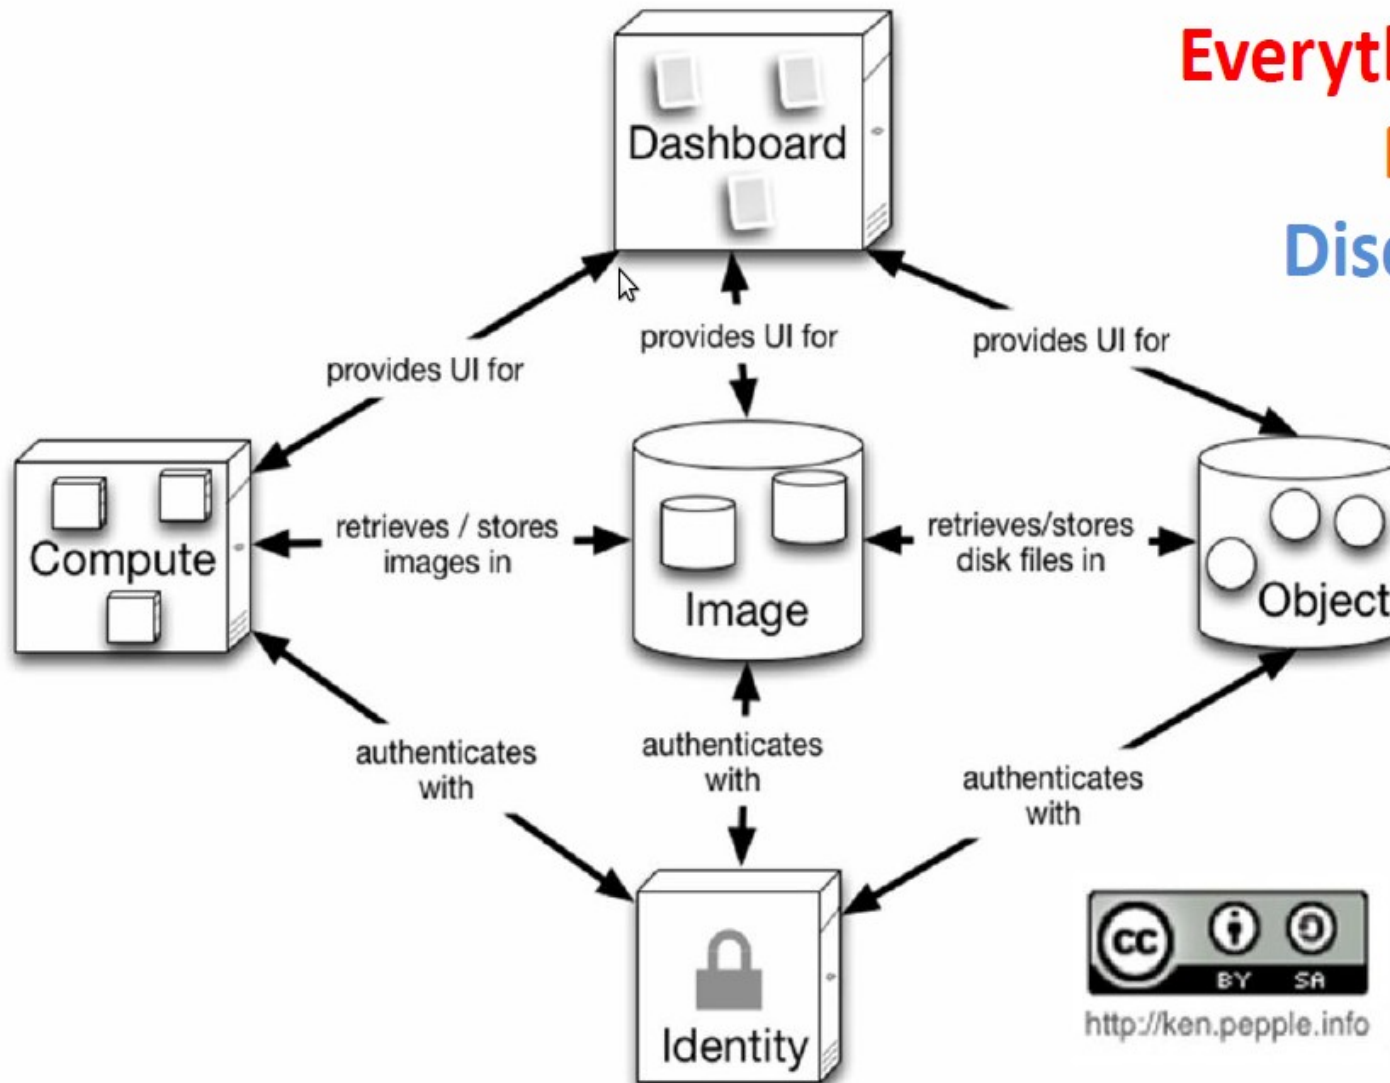 Dashboard
provides UI for
provides UI for
provides UI for
Compute
retrieves / stores
images in
Image
retrieves/stores
disk files in
Object
authenticates
with
authenticates
with
authenticates
with
Identity
cc
BY SA
http://ken.pepple.info